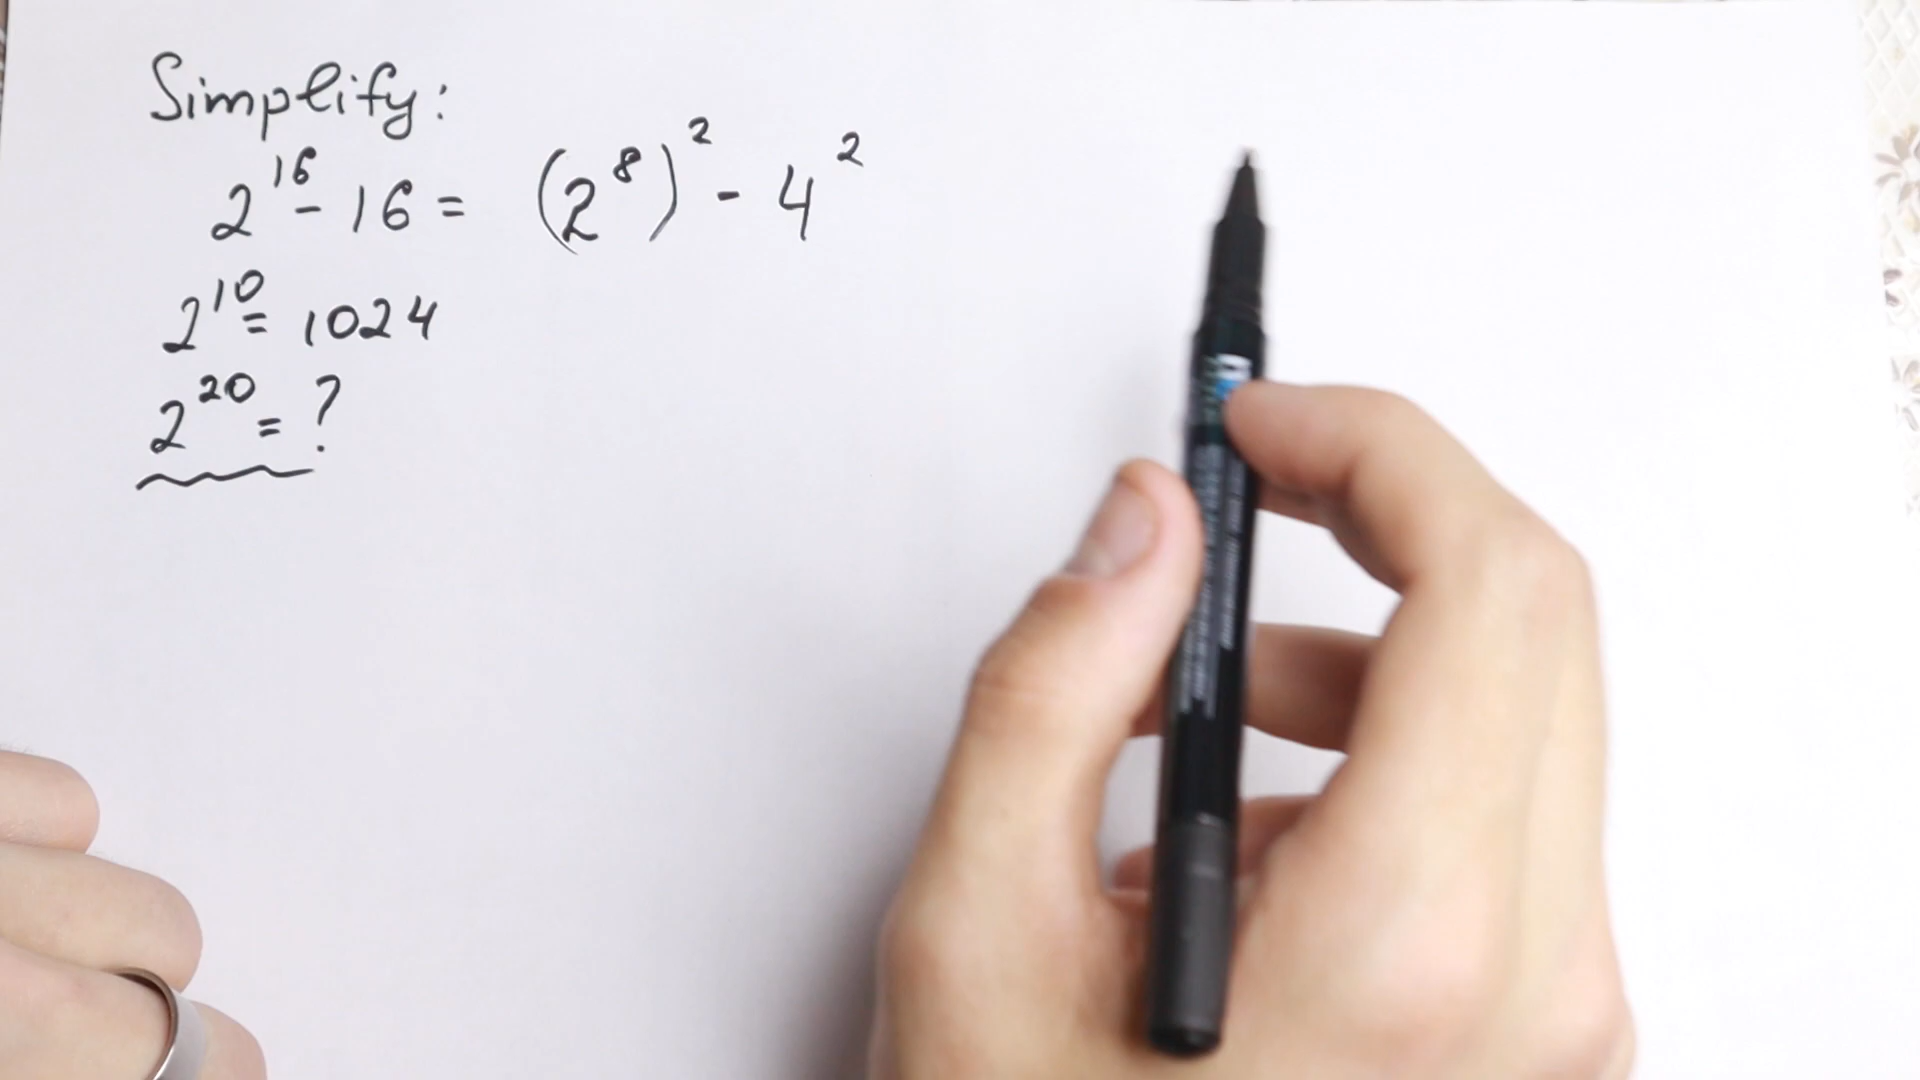 Simplify:
2^16 - 16 = (2^8)^2 - 4^2
2^10 = 1024
2^20 = ?